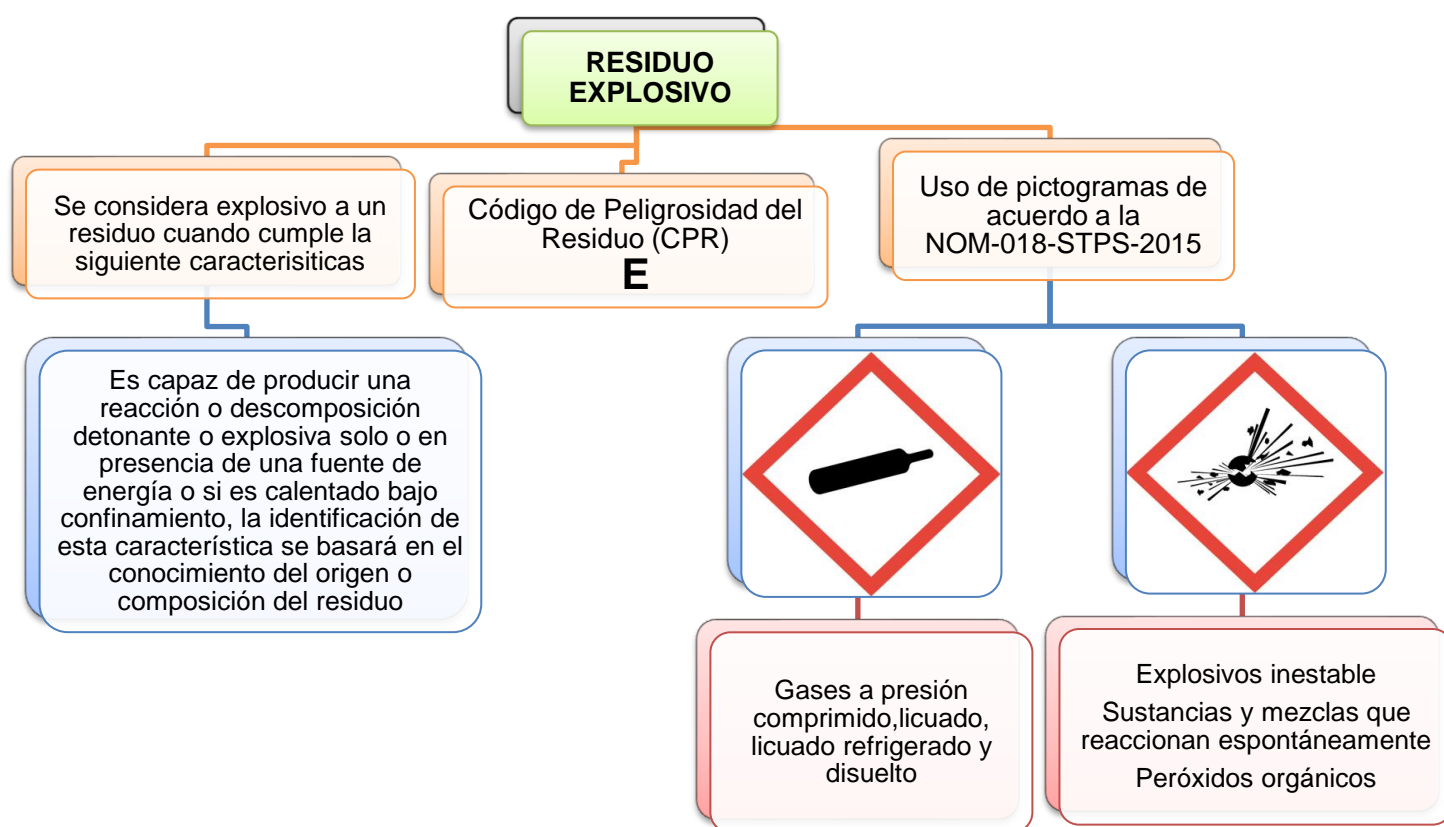 RESIDUO
EXPLOSIVO
Se considera explosivo a un
residuo cuando cumple la
siguiente caracterisiticas
Código de Peligrosidad del
Residuo (CPR)
E
Uso de pictogramas de
acuerdo a la
NOM-018-STPS-2015
Es capaz de producir una
reacción o descomposición
detonante o explosiva solo o en
presencia de una fuente de
energía o si es calentado bajo
confinamiento, la identificación de
esta característica se basará en el
conocimiento del origen o
composición del residuo
Gases a presión
comprimido,licuado,
licuado refrigerado y
disuelto
Explosivos inestable
Sustancias y mezclas que
reaccionan espontáneamente
Peróxidos orgánicos